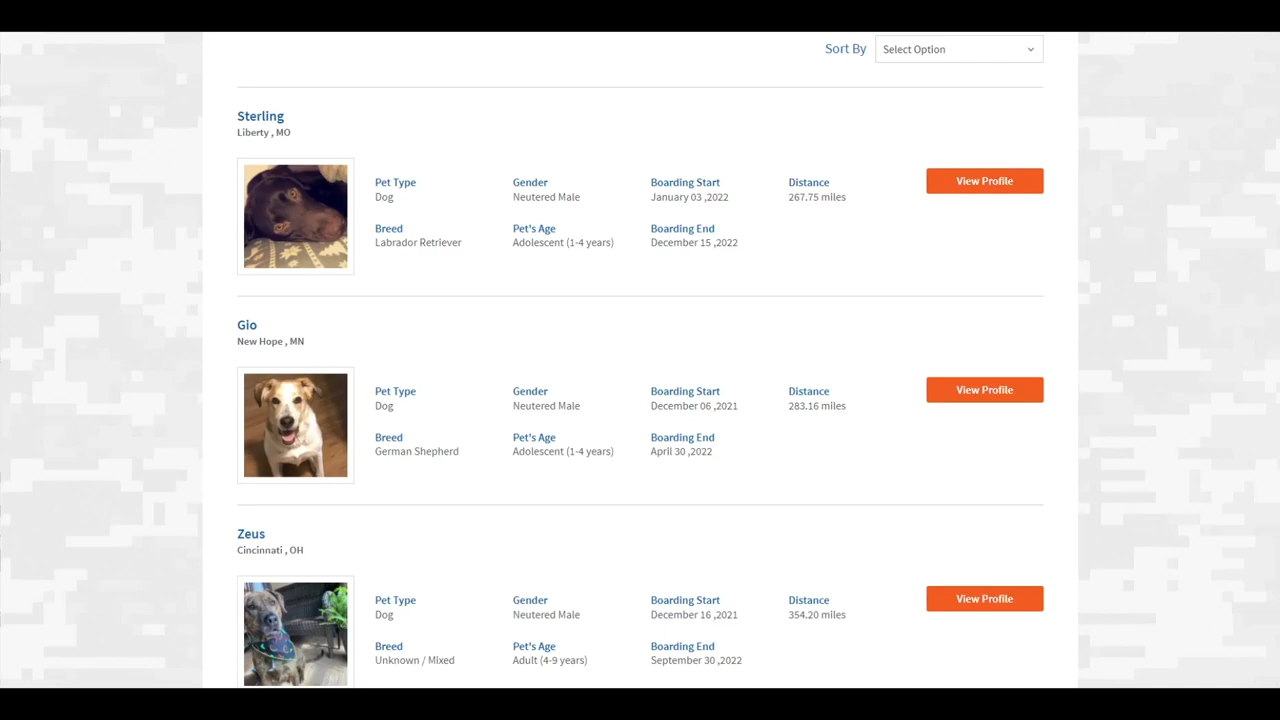 Sort By Select Option
Sterling
Liberty , MO
Pet Type Gender Boarding Start Distance View Profile
Dog Neutered Male January 03 ,2022 267.75 miles
Breed Pet's Age Boarding End
Labrador Retriever Adolescent (1-4 years) December 15 ,2022
Gio
New Hope , MN
Pet Type Gender Boarding Start Distance View Profile
Dog Neutered Male December 06 ,2021 283.16 miles
Breed Pet's Age Boarding End
German Shepherd Adolescent (1-4 years) April 30 ,2022
Zeus
Cincinnati , OH
Pet Type Gender Boarding Start Distance View Profile
Dog Neutered Male December 16 ,2021 354.20 miles
Breed Pet's Age Boarding End
Unknown / Mixed Adult (4-9 years) September 30 ,2022